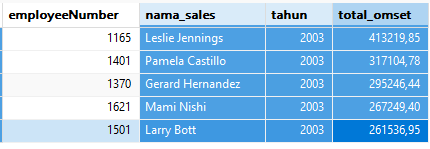 employeeNumber nama_sales tahun total_omset
1165 Leslie Jennings 2003 413219,85
1401 Pamela Castillo 2003 317104,78
1370 Gerard Hernandez 2003 295246,44
1621 Mami Nishi 2003 267249,40
1501 Larry Bott 2003 261536,95